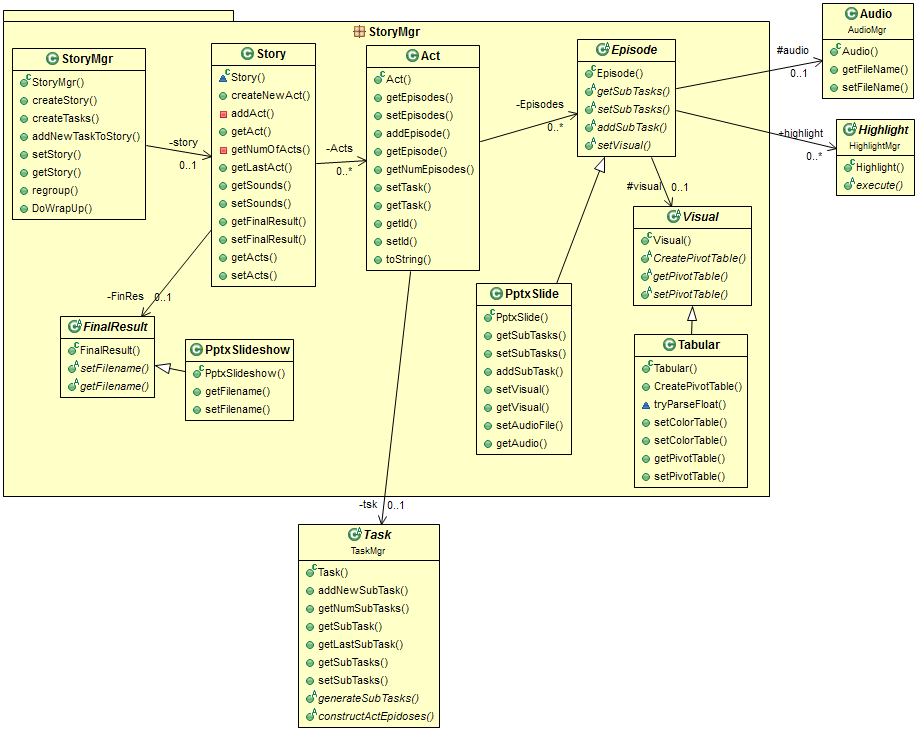 StoryMgr
StoryMgr
StoryMgr()
createStory()
createTasks()
addNewTaskToStory()
setStory()
getStory()
regroup()
DoWrapUp()
-story
0..1
Story
Story()
createNewAct()
addAct()
getAct()
getNumOfActs()
getLastAct()
getSounds()
setSounds()
getFinalResult()
setFinalResult()
getActs()
setActs()
-Acts
0..*
Act
Act()
getEpisodes()
setEpisodes()
addEpisode()
getEpisode()
getNumEpisodes()
setTask()
getTask()
getId()
setId()
toString()
-Episodes
0..*
Episode
Episode()
getSubTasks()
setSubTasks()
addSubTask()
setVisual()
#audio
0..1
Audio
AudioMgr
Audio()
getFileName()
setFileName()
+highlight
0..*
Highlight
HighlightMgr
Highlight()
execute()
#visual
0..1
Visual
Visual()
CreatePivotTable()
getPivotTable()
setPivotTable()
-FinRes
0..1
FinalResult
FinalResult()
setFilename()
getFilename()
PptxSlideshow
PptxSlideshow()
getFilename()
setFilename()
PptxSlide
PptxSlide()
getSubTasks()
setSubTasks()
addSubTask()
setVisual()
getVisual()
setAudioFile()
getAudio()
Tabular
Tabular()
CreatePivotTable()
tryParseFloat()
setColorTable()
setColorTable()
getPivotTable()
setPivotTable()
-tsk
0..1
Task
TaskMgr
Task()
addNewSubTask()
getNumSubTasks()
getSubTask()
getLastSubTask()
getSubTasks()
setSubTasks()
generateSubTasks()
constructActEpidoses()